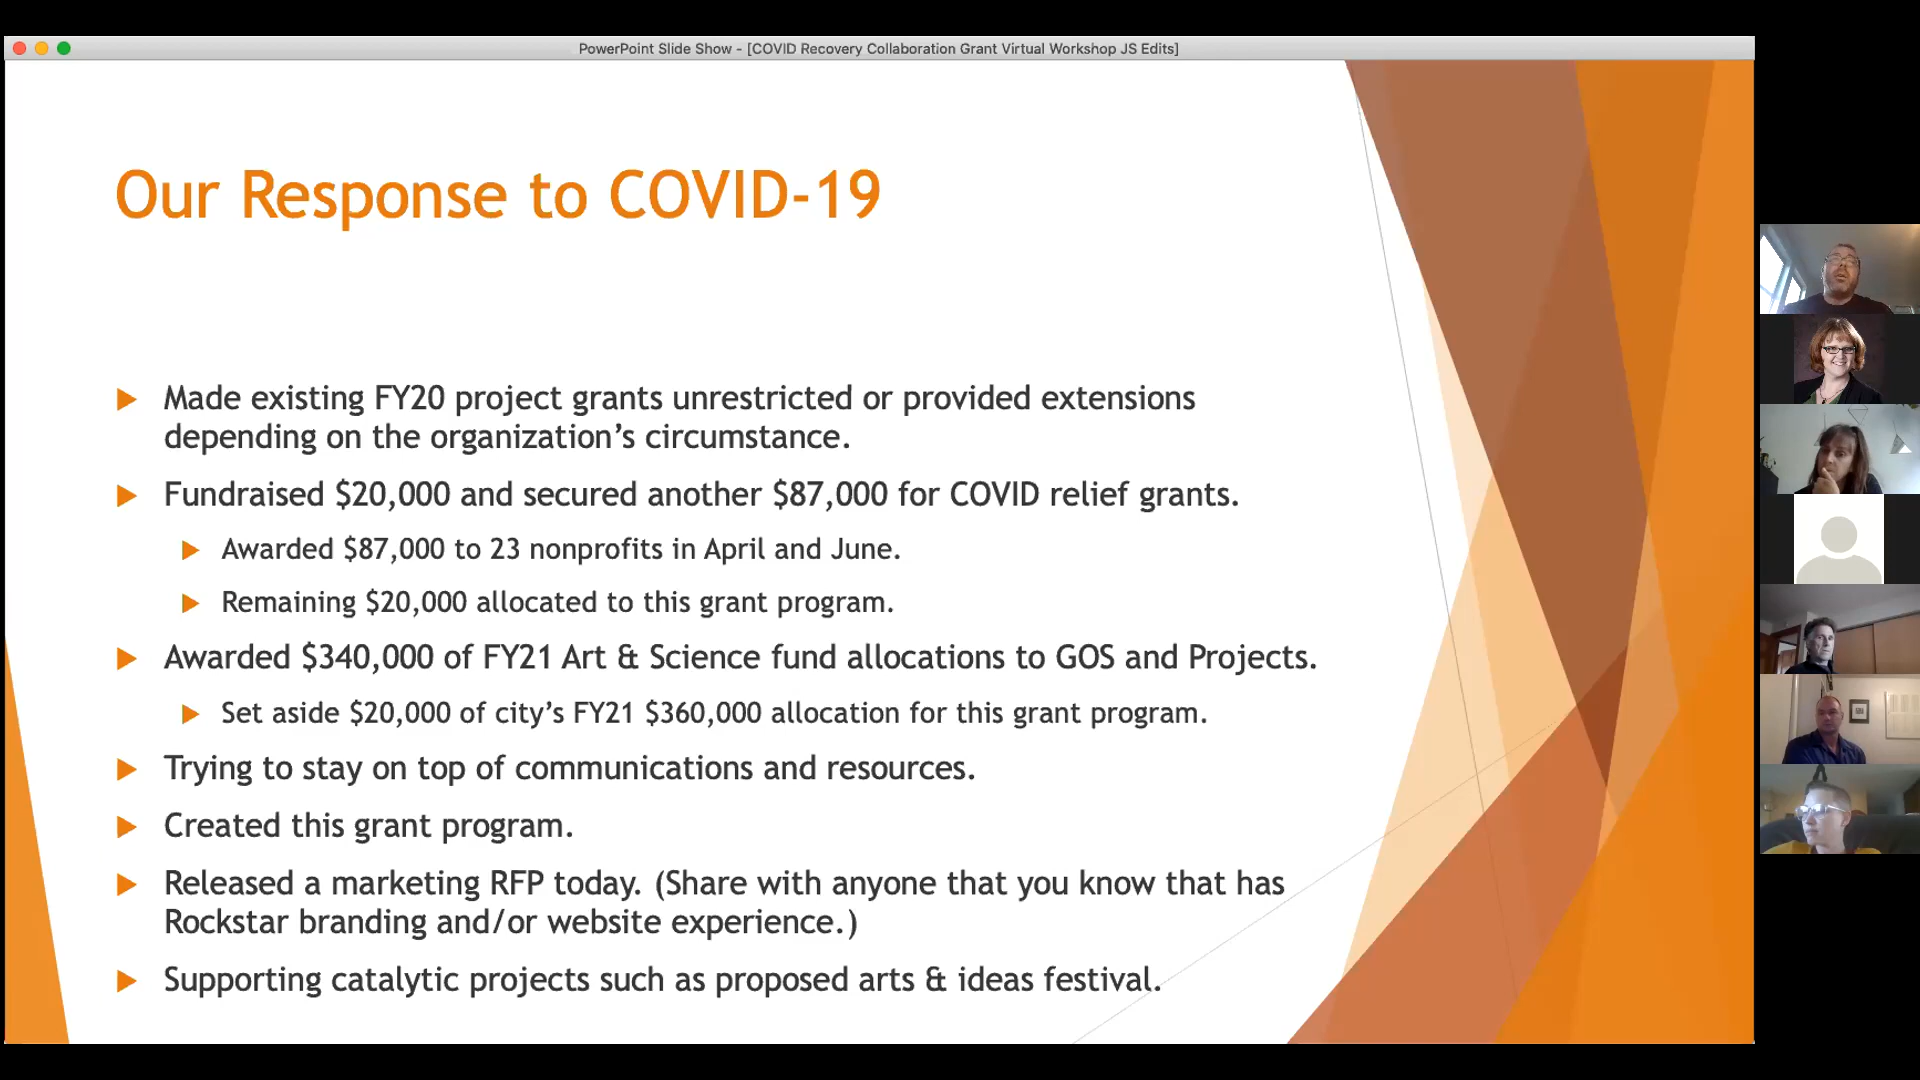 PowerPoint Slide Show - [COVID Recovery Collaboration Grant Virtual Workshop JS Edits]
Our Response to COVID-19
Made existing FY20 project grants unrestricted or provided extensions
depending on the organization’s circumstance.
Fundraised $20,000 and secured another $87,000 for COVID relief grants.
Awarded $87,000 to 23 nonprofits in April and June.
Remaining $20,000 allocated to this grant program.
Awarded $340,000 of FY21 Art & Science fund allocations to GOS and Projects.
Set aside $20,000 of city’s FY21 $360,000 allocation for this grant program.
Trying to stay on top of communications and resources.
Created this grant program.
Released a marketing RFP today. (Share with anyone that you know that has
Rockstar branding and/or website experience.)
Supporting catalytic projects such as proposed arts & ideas festival.